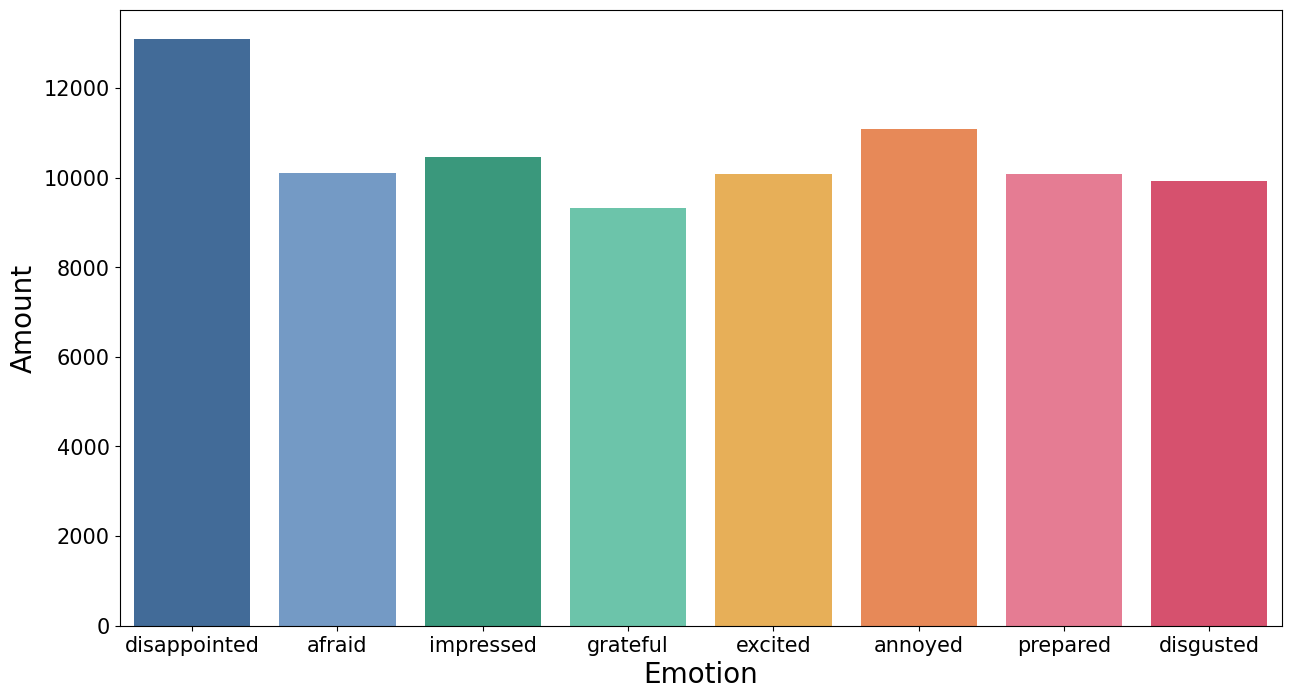 Amount
12000
10000
8000
6000
4000
2000
0
disappointed afraid impressed grateful excited annoyed prepared disgusted
Emotion